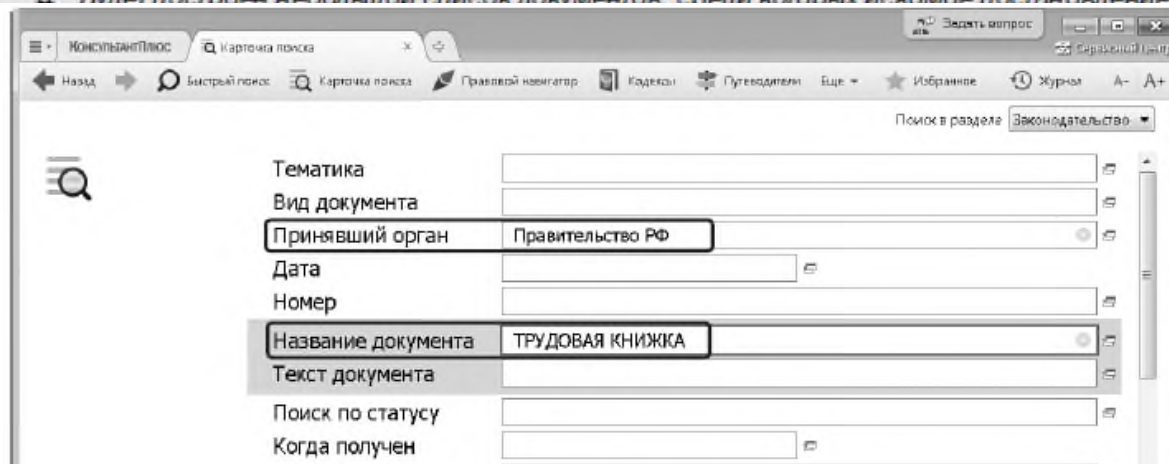 Задать вопрос
КонсультантПлюс Карточка поиска
Назад Быстрый поиск Карточка поиска Правовой навигатор Кодексы Путеводители Еще Избранное Журнал A- A+
Поиск в разделе Законодательство
Тематика
Вид документа
Принявший орган Правительство РФ
Дата
Номер
Название документа ТРУДОВАЯ КНИЖКА
Текст документа
Поиск по статусу
Когда получен